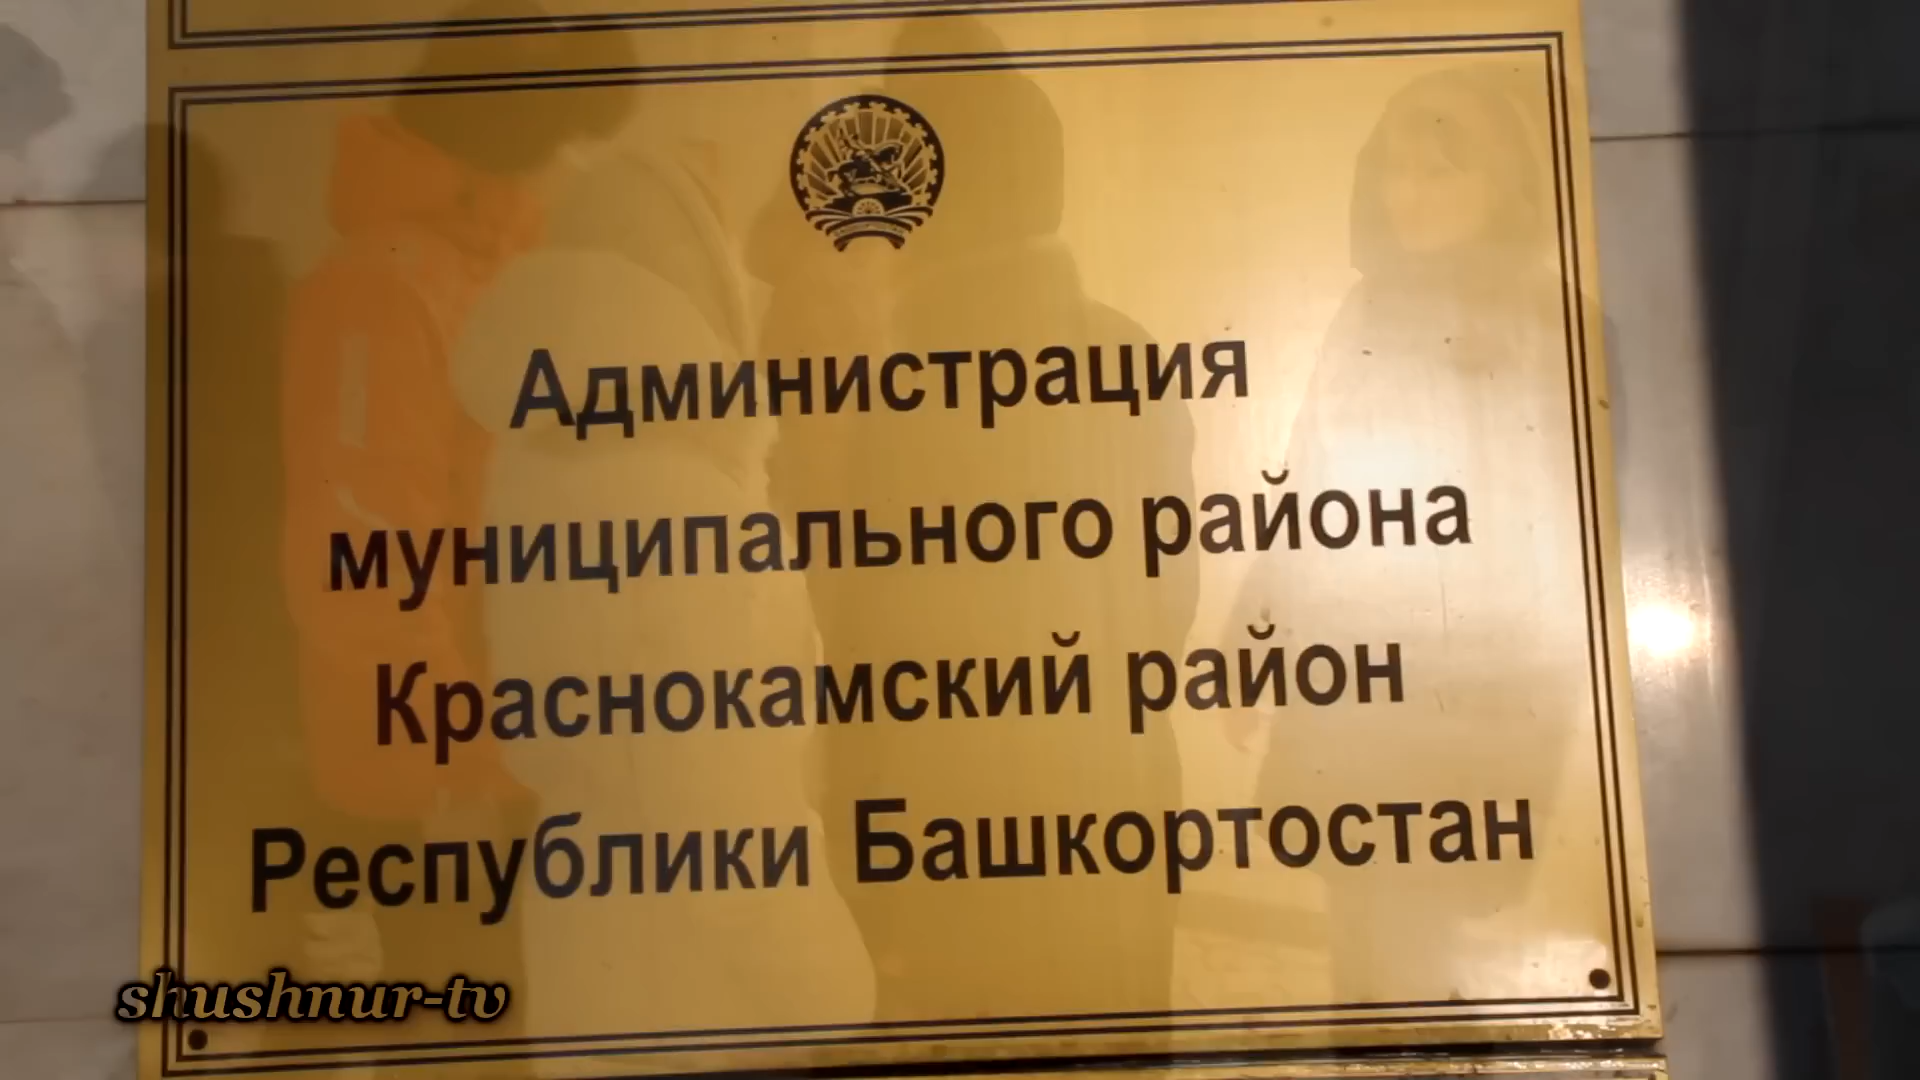 Администрация
муниципального района
Краснокамский район
Республики Башкортостан
shushnur-tv